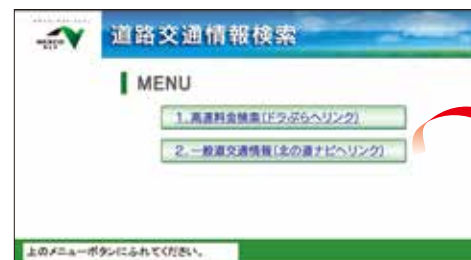 道路交通情報検索
MENU
1.高速料金検索(ドラぷらへリンク)
2.一般道交通情報(北の道ナビへリンク)
上のメニューボタンにふれてください。